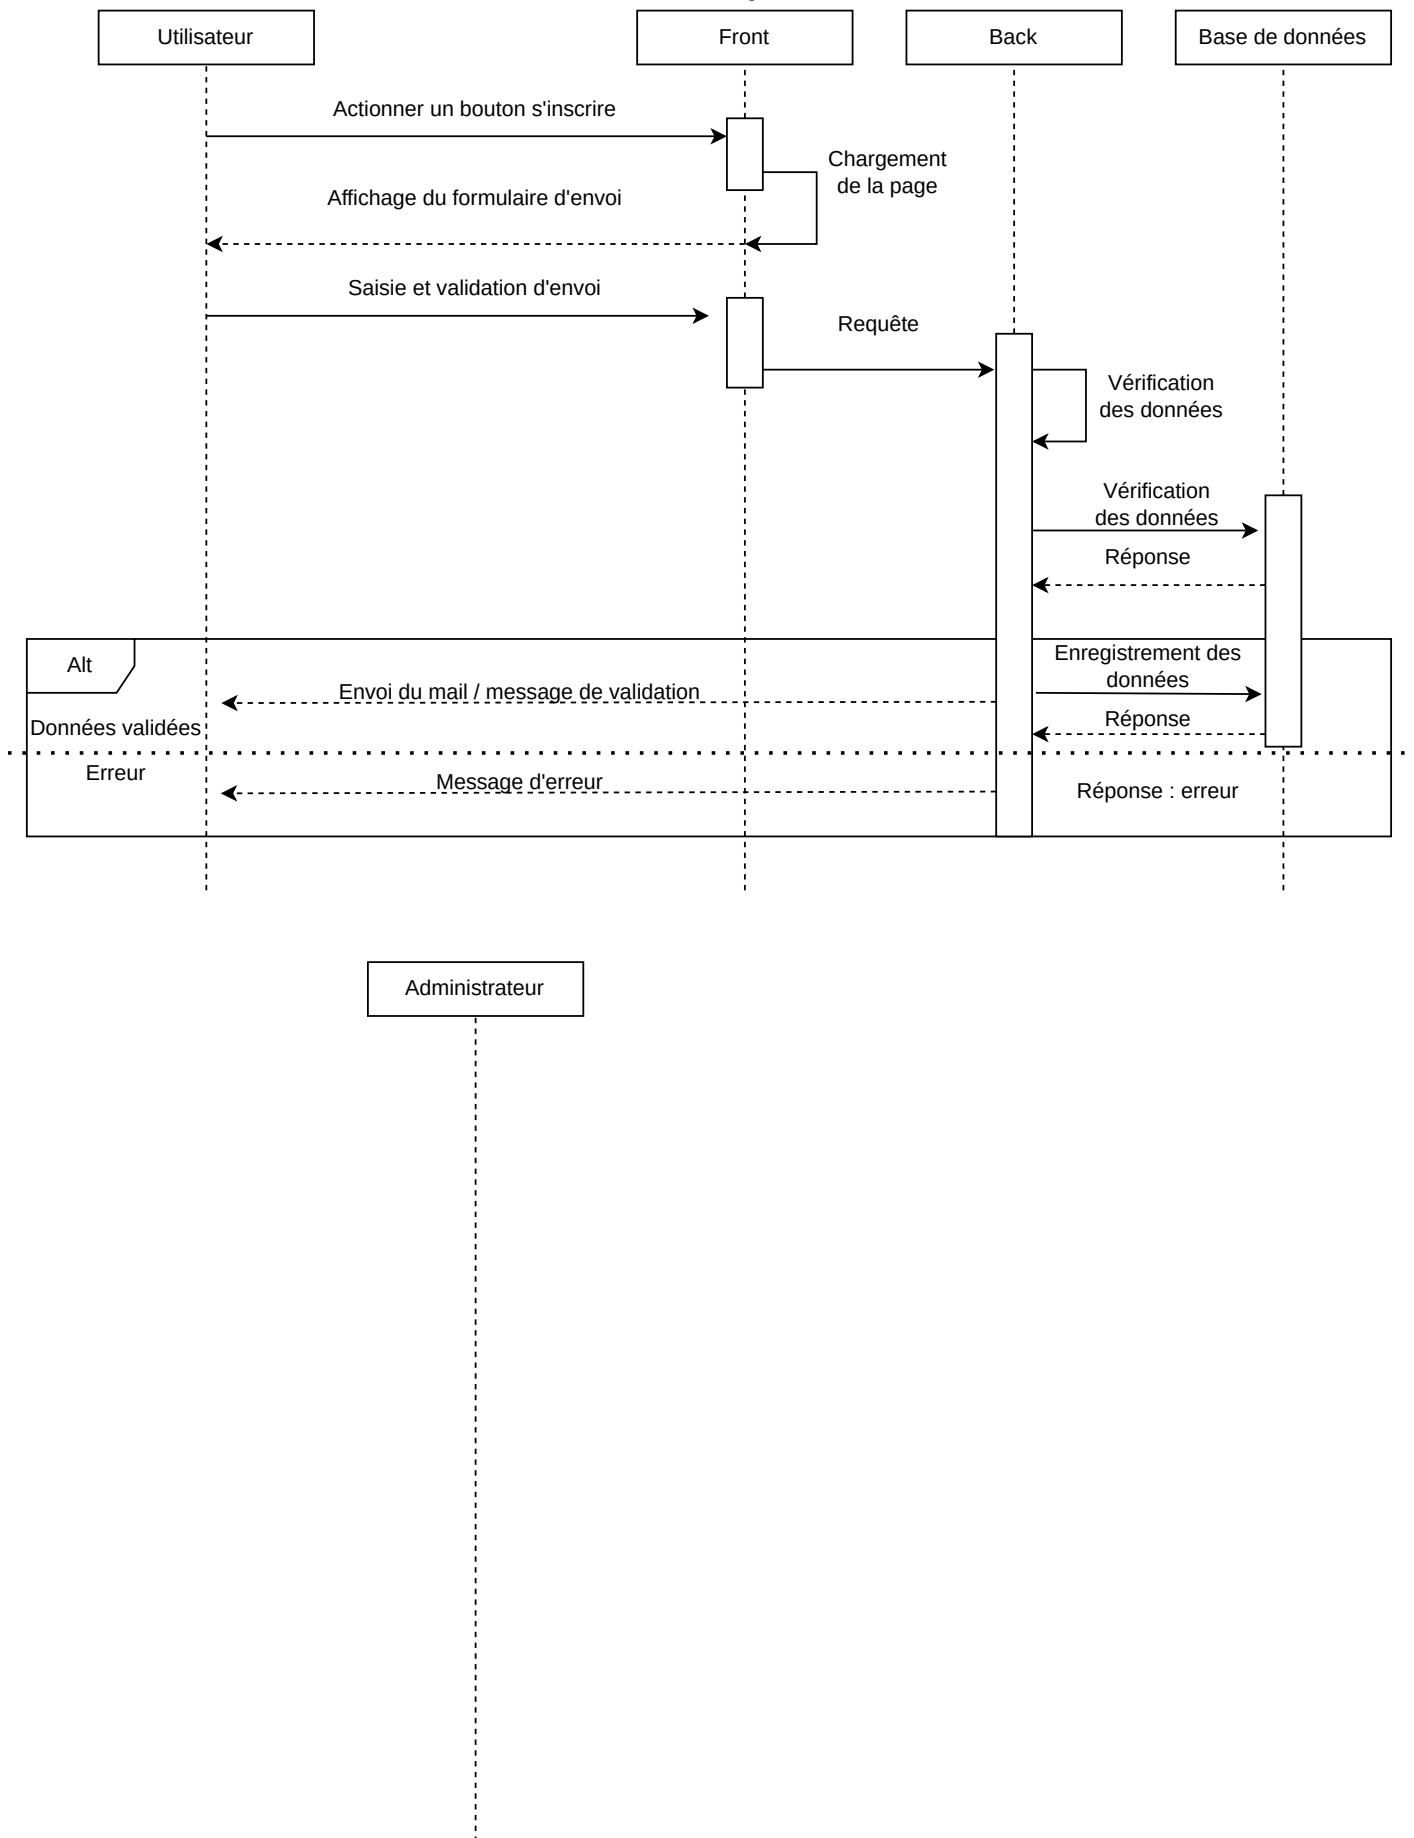 Utilisateur
Front
Back
Base de données
Actionner un bouton s'inscrire
Chargement
de la page
Affichage du formulaire d'envoi
Saisie et validation d'envoi
Requête
Vérification
des données
Vérification
des données
Réponse
Alt
Enregistrement des
données
Envoi du mail / message de validation
Réponse
Données validées
Erreur
Message d'erreur
Réponse : erreur
Administrateur